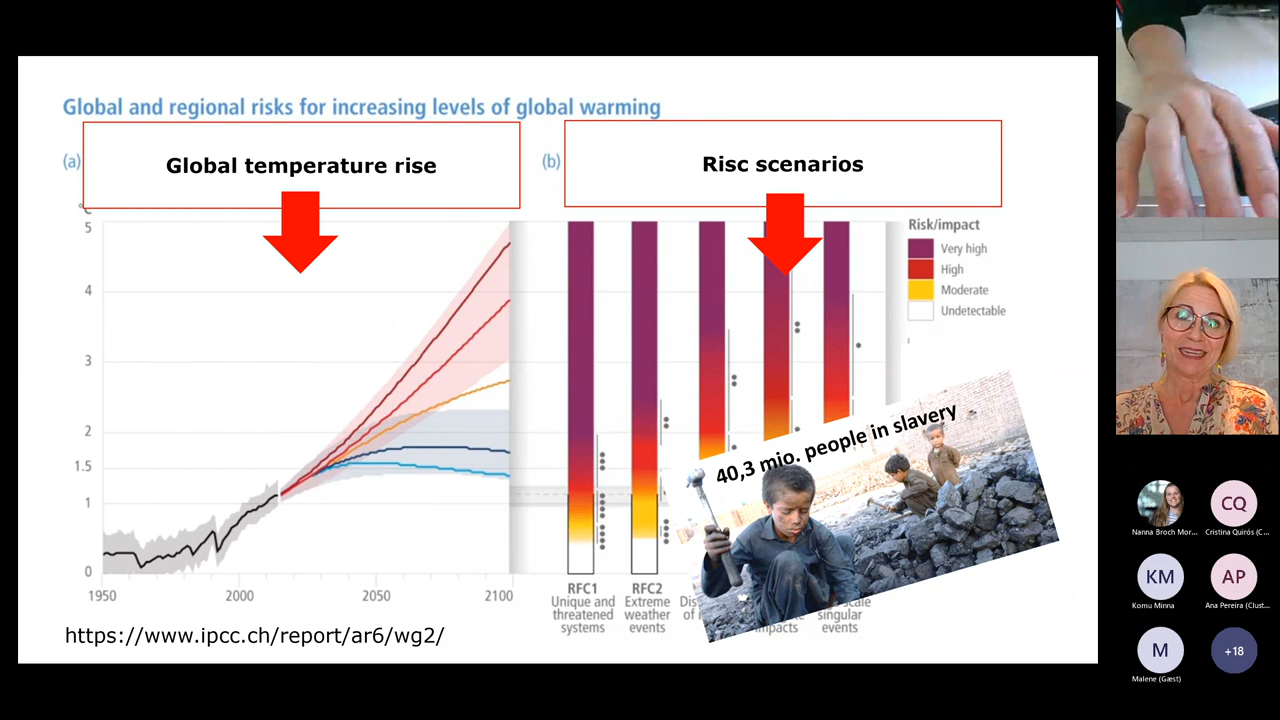 Global and regional risks for increasing levels of global warming
(a)
Global temperature rise
(b)
Risc scenarios
°C
5
4
3
2
1.5
1
0
1950
2000
2050
2100
Risk/impact
Very high
High
Moderate
Undetectable
40,3 mio. people in slavery
RFC1
Unique and
threatened
systems
RFC2
Extreme
weather
events
impacts
singular
events
https://www.ipcc.ch/report/ar6/wg2/
Nanna Broch Mor...
CQ
Cristina Quirós (C...
KM
Komu Minna
AP
Ana Pereira (Clust...
M
Malene (Gæst)
+18